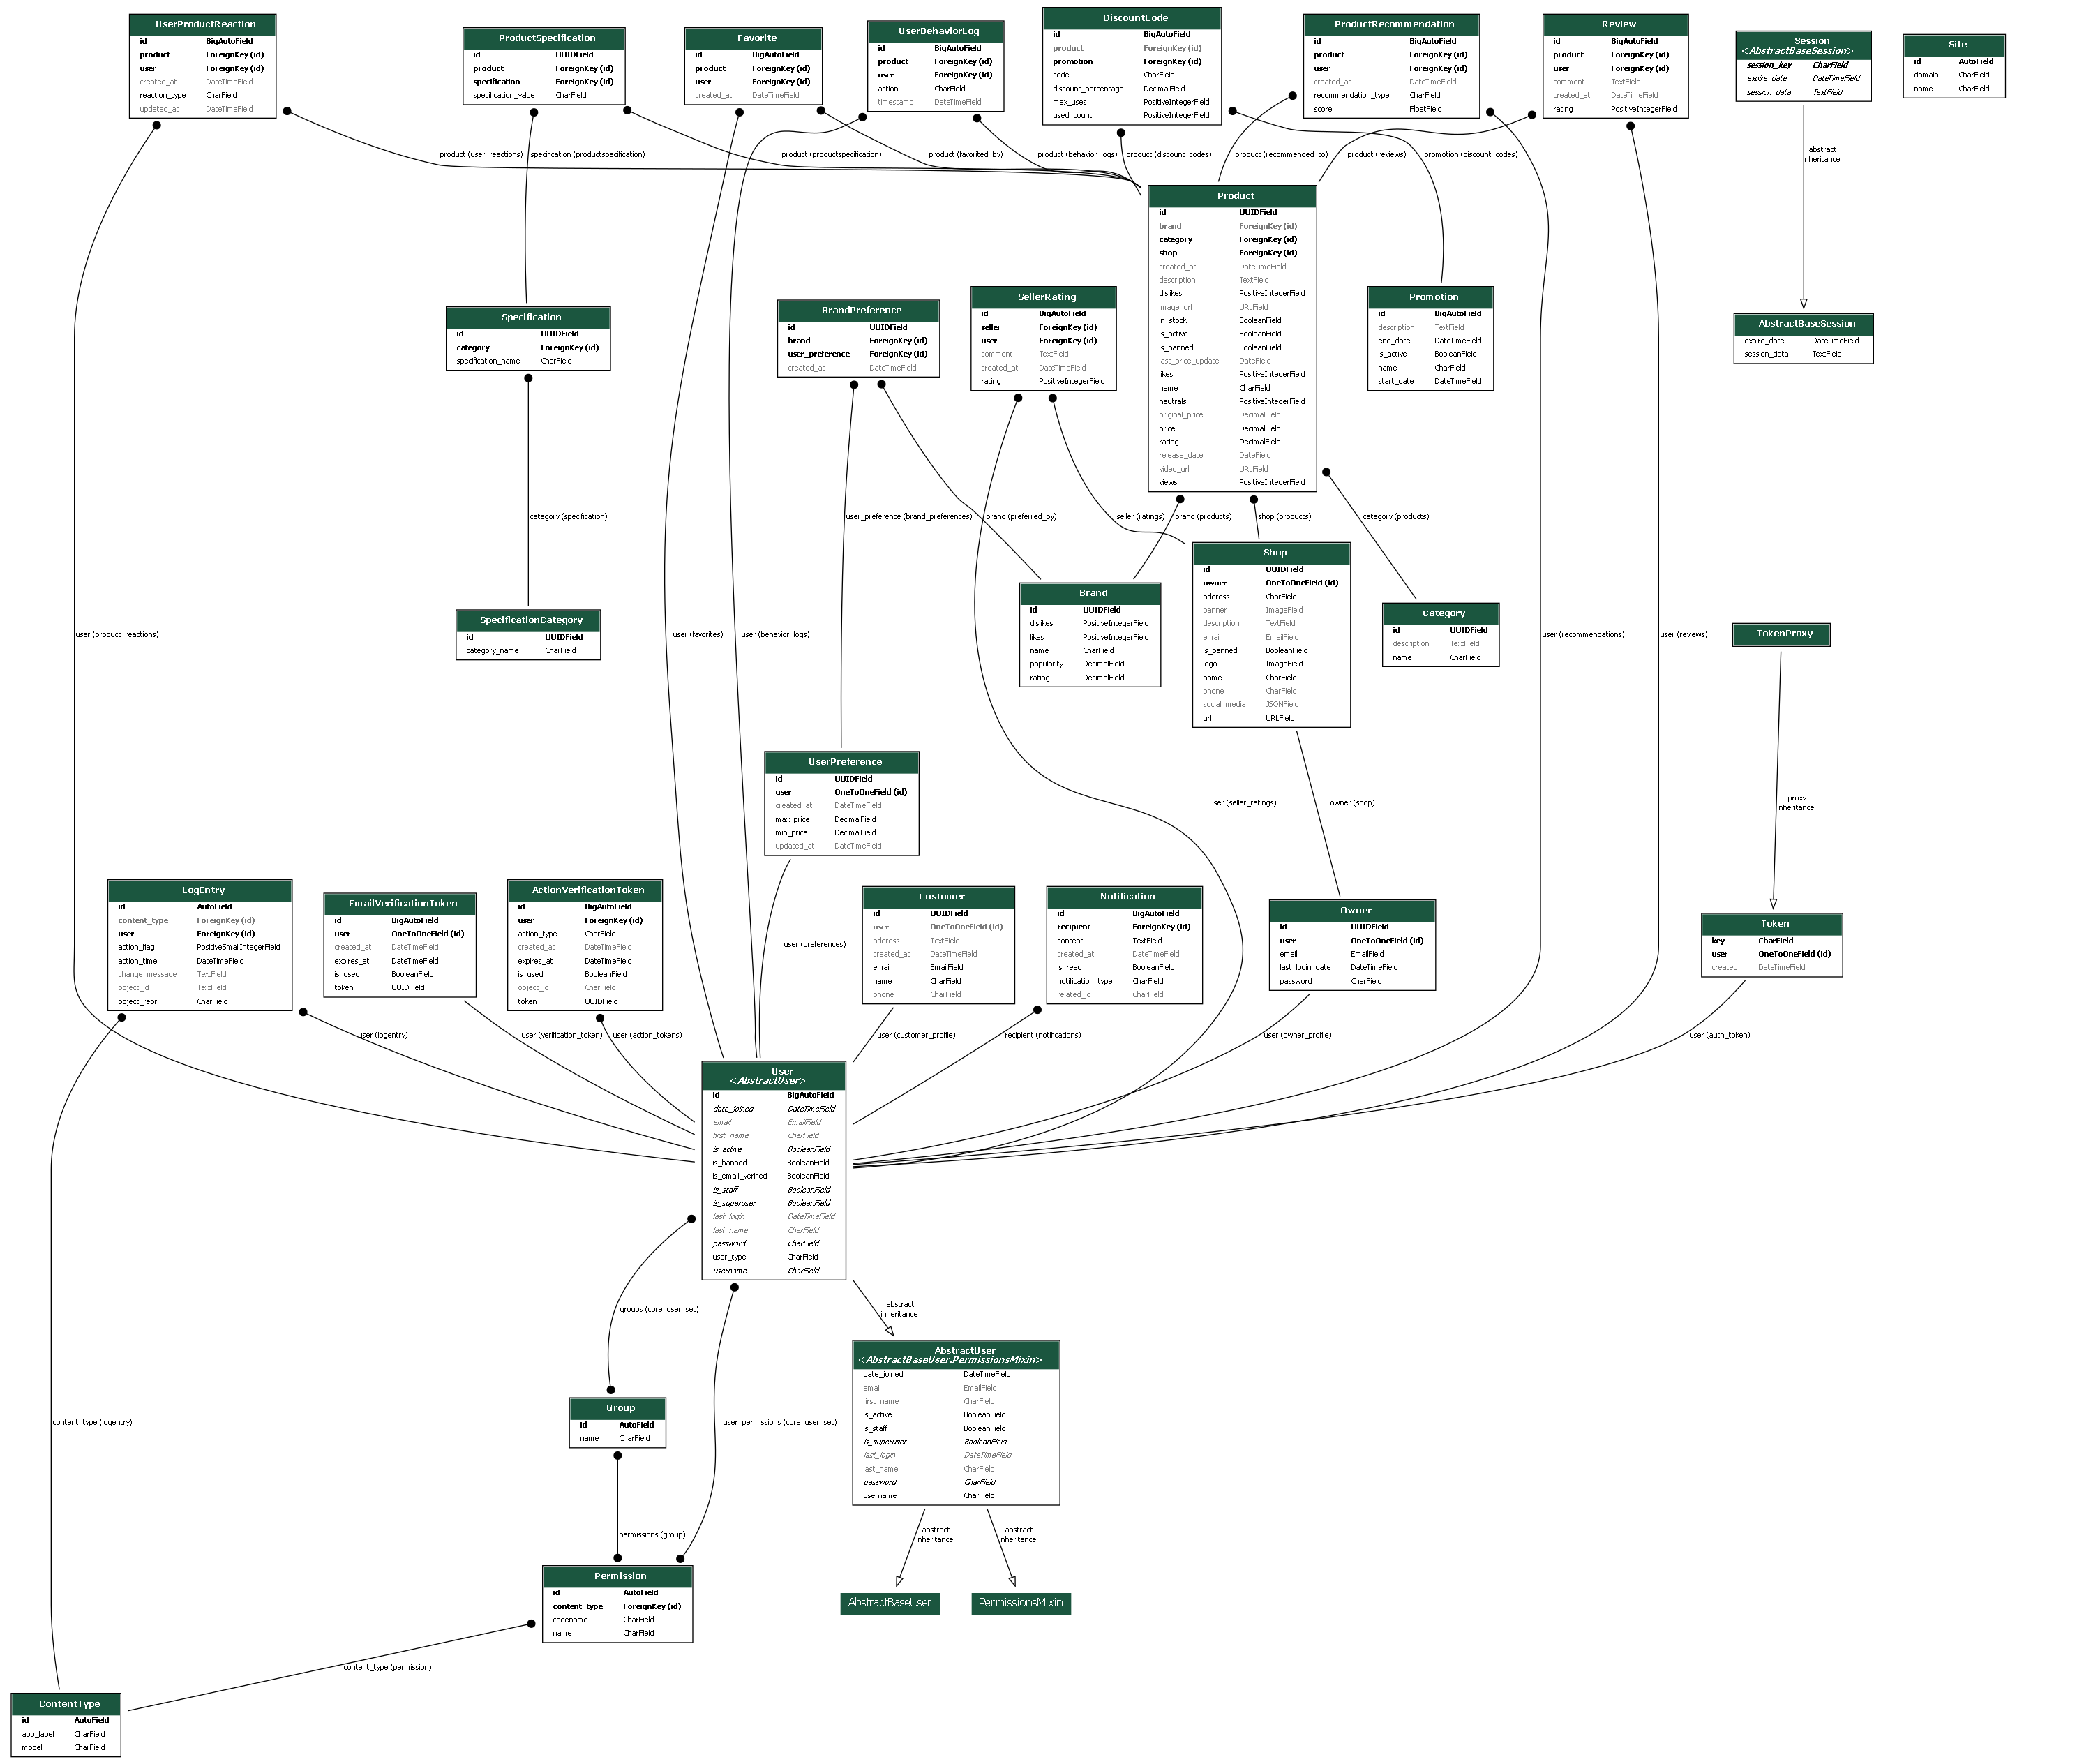 UserProductReaction
id BigAutoField
product ForeignKey (id)
user ForeignKey (id)
created_at DateTimeField
reaction_type CharField
updated_at DateTimeField
ProductSpecification
id UUIDField
product ForeignKey (id)
specification ForeignKey (id)
specification_value CharField
Favorite
id BigAutoField
product ForeignKey (id)
user ForeignKey (id)
created_at DateTimeField
UserBehaviorLog
id BigAutoField
product ForeignKey (id)
user ForeignKey (id)
action CharField
timestamp DateTimeField
DiscountCode
id BigAutoField
product ForeignKey (id)
promotion ForeignKey (id)
code CharField
discount_percentage DecimalField
max_uses PositiveIntegerField
used_count PositiveIntegerField
ProductRecommendation
id BigAutoField
product ForeignKey (id)
user ForeignKey (id)
created_at DateTimeField
recommendation_type CharField
score FloatField
Review
id BigAutoField
product ForeignKey (id)
user ForeignKey (id)
comment TextField
created_at DateTimeField
rating PositiveIntegerField
Session
<AbstractBaseSession>
session_key CharField
expire_date DateTimeField
session_data TextField
Site
id AutoField
domain CharField
name CharField
product (user_reactions)
specification (productspecification)
product (productspecification)
product (favorited_by)
product (behavior_logs)
product (discount_codes)
product (recommended_to)
product (reviews)
promotion (discount_codes)
abstract
inheritance
Product
id UUIDField
brand ForeignKey (id)
category ForeignKey (id)
shop ForeignKey (id)
created_at DateTimeField
description TextField
dislikes PositiveIntegerField
image_url URLField
in_stock BooleanField
is_active BooleanField
is_banned BooleanField
last_price_update DateField
likes PositiveIntegerField
name CharField
neutrals PositiveIntegerField
original_price DecimalField
price DecimalField
rating DecimalField
release_date DateField
video_url URLField
views PositiveIntegerField
Specification
id UUIDField
category ForeignKey (id)
specification_name CharField
BrandPreference
id UUIDField
brand ForeignKey (id)
user_preference ForeignKey (id)
created_at DateTimeField
SellerRating
id BigAutoField
seller ForeignKey (id)
user ForeignKey (id)
comment TextField
created_at DateTimeField
rating PositiveIntegerField
Promotion
id BigAutoField
description TextField
end_date DateTimeField
is_active BooleanField
name CharField
start_date DateTimeField
AbstractBaseSession
expire_date DateTimeField
session_data TextField
category (specification)
user_preference (brand_preferences)
brand (preferred_by)
seller (ratings)
brand (products)
shop (products)
category (products)
SpecificationCategory
id UUIDField
category_name CharField
Brand
id UUIDField
dislikes PositiveIntegerField
likes PositiveIntegerField
name CharField
popularity DecimalField
rating DecimalField
Shop
id UUIDField
owner OneToOneField (id)
address CharField
banner ImageField
description TextField
email EmailField
is_banned BooleanField
logo ImageField
name CharField
phone CharField
social_media JSONField
url URLField
Category
id UUIDField
description TextField
name CharField
TokenProxy
user (product_reactions)
user (favorites)
user (behavior_logs)
user (recommendations)
user (reviews)
UserPreference
id UUIDField
user OneToOneField (id)
created_at DateTimeField
max_price DecimalField
min_price DecimalField
updated_at DateTimeField
user (seller_ratings)
owner (shop)
proxy
inheritance
LogEntry
id AutoField
content_type ForeignKey (id)
user ForeignKey (id)
action_flag PositiveSmallIntegerField
action_time DateTimeField
change_message TextField
object_id TextField
object_repr CharField
EmailVerificationToken
id BigAutoField
user OneToOneField (id)
created_at DateTimeField
expires_at DateTimeField
is_used BooleanField
token UUIDField
ActionVerificationToken
id BigAutoField
user ForeignKey (id)
action_type CharField
created_at DateTimeField
expires_at DateTimeField
is_used BooleanField
object_id CharField
token UUIDField
user (preferences)
Customer
id UUIDField
user OneToOneField (id)
address TextField
created_at DateTimeField
email EmailField
name CharField
phone CharField
Notification
id BigAutoField
recipient ForeignKey (id)
content TextField
created_at DateTimeField
is_read BooleanField
notification_type CharField
related_id CharField
Owner
id UUIDField
user OneToOneField (id)
email EmailField
last_login_date DateTimeField
password CharField
Token
key CharField
user OneToOneField (id)
created DateTimeField
user (logentry)
user (verification_token)
user (action_tokens)
user (customer_profile)
recipient (notifications)
user (owner_profile)
user (auth_token)
User
<AbstractUser>
id BigAutoField
date_joined DateTimeField
email EmailField
first_name CharField
is_active BooleanField
is_banned BooleanField
is_email_verified BooleanField
is_staff BooleanField
is_superuser BooleanField
last_login DateTimeField
last_name CharField
password CharField
user_type CharField
username CharField
groups (core_user_set)
abstract
inheritance
AbstractUser
<AbstractBaseUser,PermissionsMixin>
date_joined DateTimeField
email EmailField
first_name CharField
is_active BooleanField
is_staff BooleanField
is_superuser BooleanField
last_login DateTimeField
last_name CharField
password CharField
username CharField
Group
id AutoField
name CharField
content_type (logentry)
user_permissions (core_user_set)
permissions (group)
abstract
inheritance
abstract
inheritance
Permission
id AutoField
content_type ForeignKey (id)
codename CharField
name CharField
AbstractBaseUser
PermissionsMixin
content_type (permission)
ContentType
id AutoField
app_label CharField
model CharField